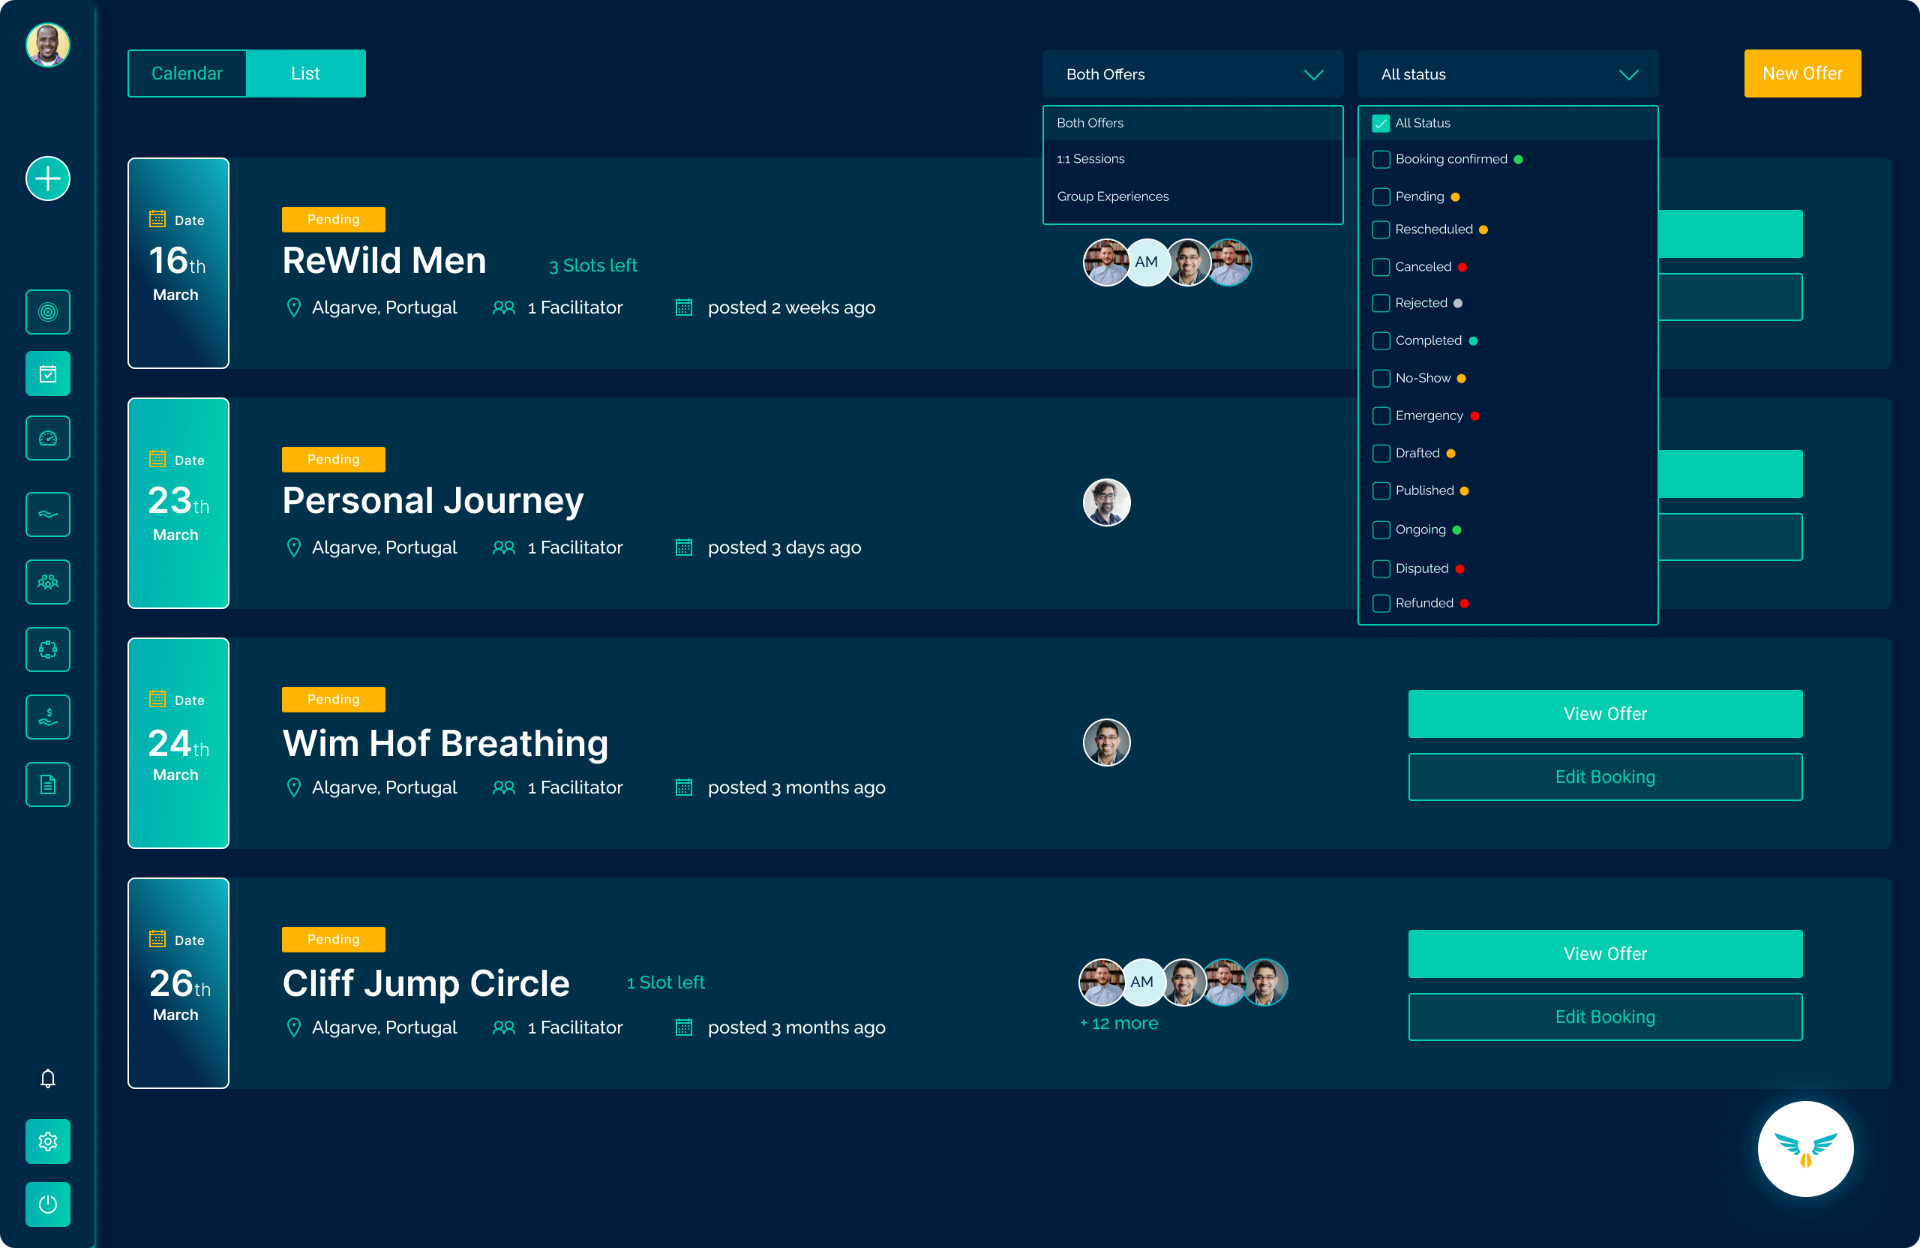 Calendar
List
Both Offers
All status
New Offer
Both Offers
1:1 Sessions
Group Experiences
All Status
Booking confirmed
Pending
Rescheduled
Canceled
Rejected
Completed
No-Show
Emergency
Drafted
Published
Ongoing
Disputed
Refunded
Date
16th
March
Pending
ReWild Men
3 Slots left
Algarve, Portugal
1 Facilitator
posted 2 weeks ago
AM
Date
23th
March
Pending
Personal Journey
Algarve, Portugal
1 Facilitator
posted 3 days ago
Date
24th
March
Pending
Wim Hof Breathing
Algarve, Portugal
1 Facilitator
posted 3 months ago
View Offer
Edit Booking
Date
26th
March
Pending
Cliff Jump Circle
1 Slot left
Algarve, Portugal
1 Facilitator
posted 3 months ago
AM
+ 12 more
View Offer
Edit Booking